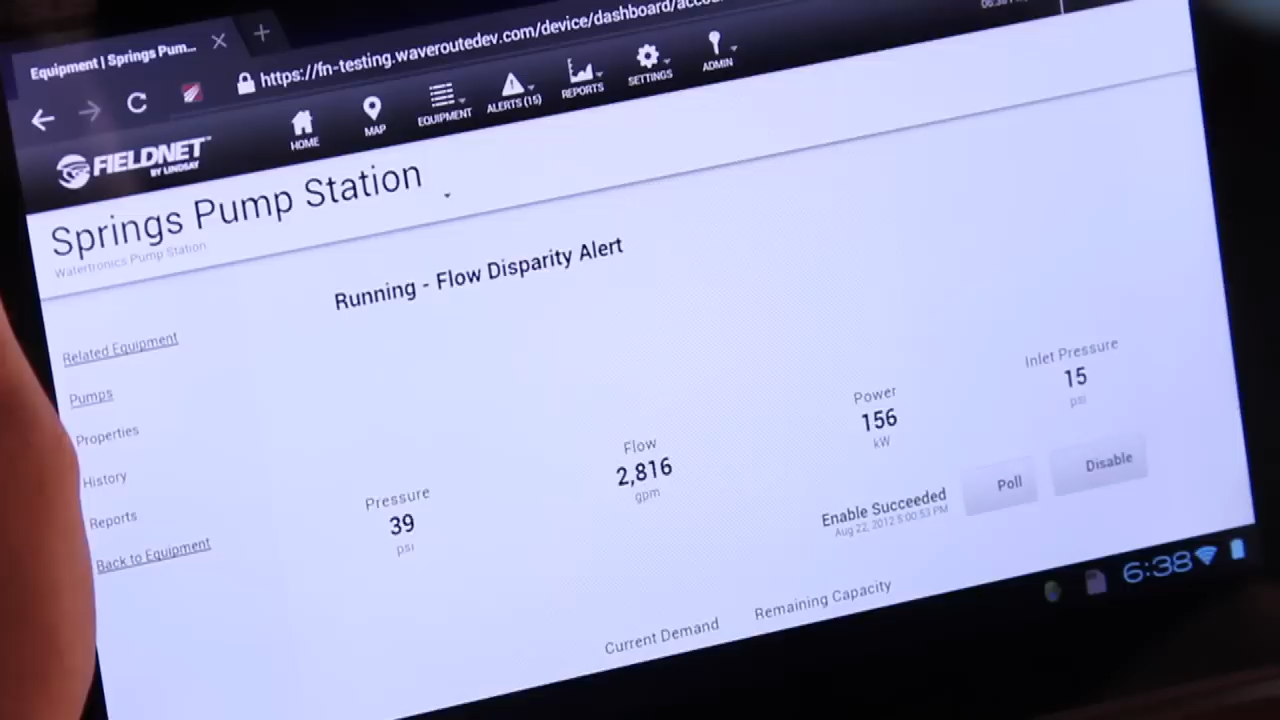 Equipment | Springs Pum...
https://fn-testing.waveroutedev.com/device/dashboard/acco
FIELDNET™
BY LINDSAY
HOME
MAP
EQUIPMENT
ALERTS (15)
REPORTS
SETTINGS
ADMIN
Springs Pump Station
Watertronics Pump Station
Running - Flow Disparity Alert
Related Equipment
Pumps
Properties
History
Reports
Back to Equipment
Pressure
39
psi
Flow
2,816
gpm
Power
156
kW
Inlet Pressure
15
psi
Enable Succeeded
Aug 22, 2012 5:00:53 PM
Poll
Disable
Current Demand
Remaining Capacity
6:38